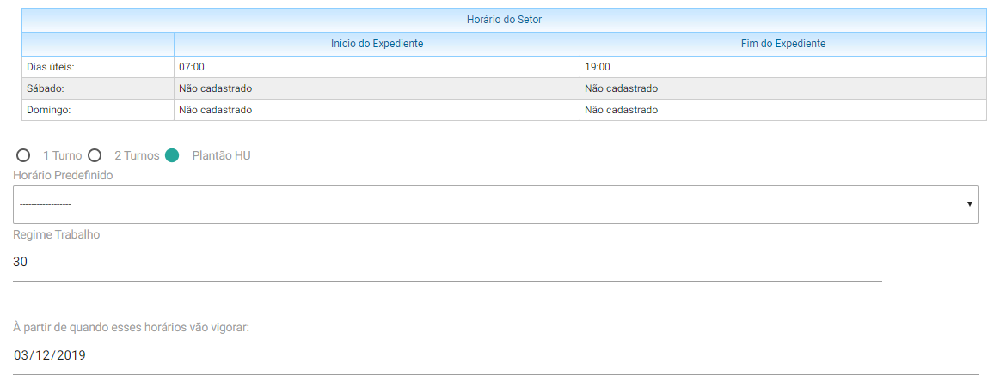 Horário do Setor
Início do Expediente Fim do Expediente
Dias úteis: 07:00 19:00
Sábado: Não cadastrado Não cadastrado
Domingo: Não cadastrado Não cadastrado
1 Turno 2 Turnos Plantão HU
Horário Predefinido
------------------
Regime Trabalho
30
À partir de quando esses horários vão vigorar:
03/12/2019